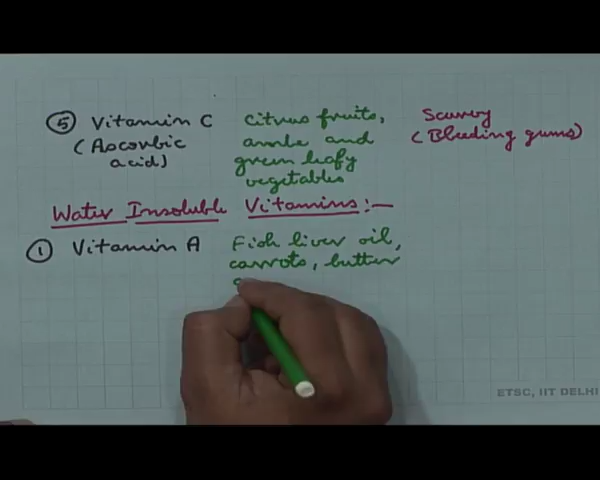 ⑤ Vitamin C citrus fruits, Scurvy
(Ascorbic amla and (Bleeding gums)
acid) green leafy
vegetables
Water Insoluble Vitamins :—
① Vitamin A Fish liver oil,
carrots, butter
ETSC, IIT DELHI